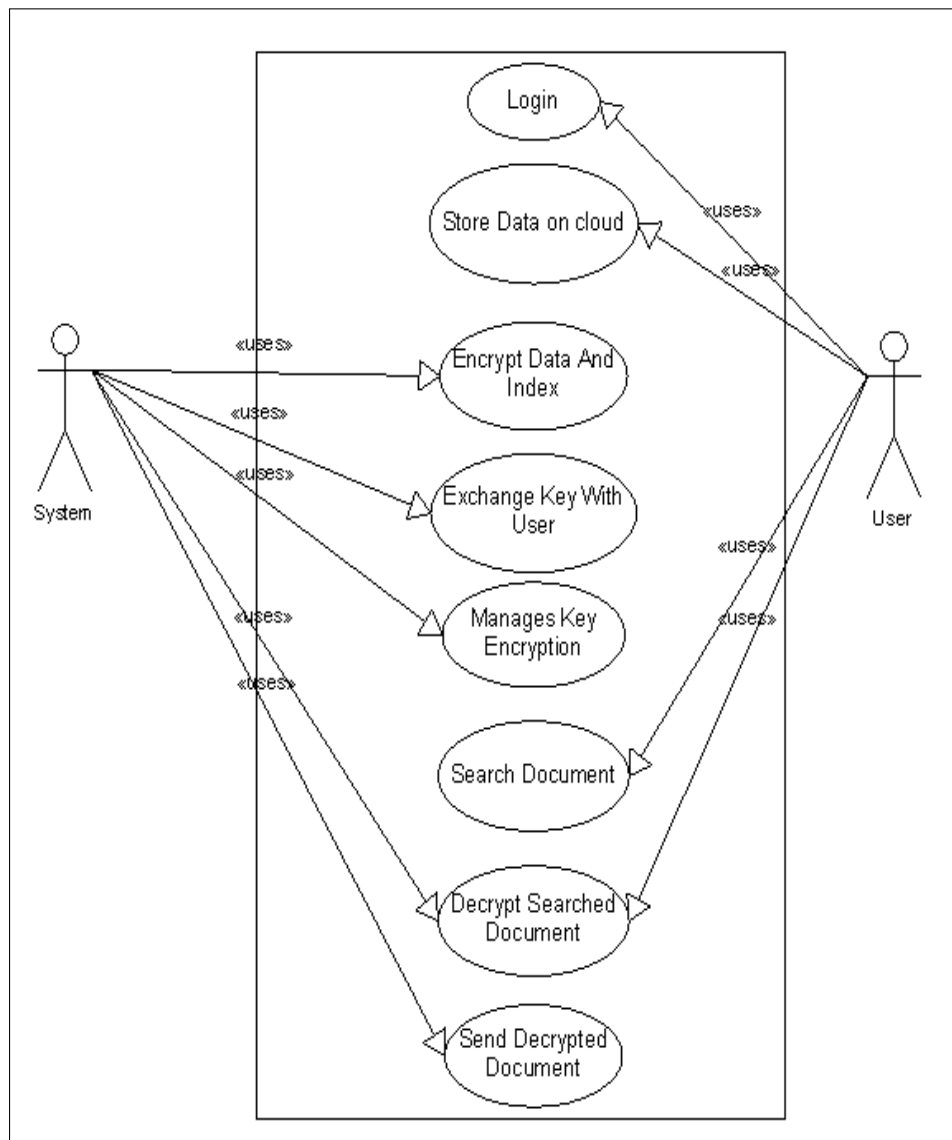 Login
«uses»
Store Data on cloud
«uses»
«uses»
Encrypt Data And
Index
«uses»
«uses»
Exchange Key With
User
System
User
«uses»
Manages Key
Encryption
«uses»
«uses»
«uses»
Search Document
Decrypt Searched
Document
Send Decrypted
Document